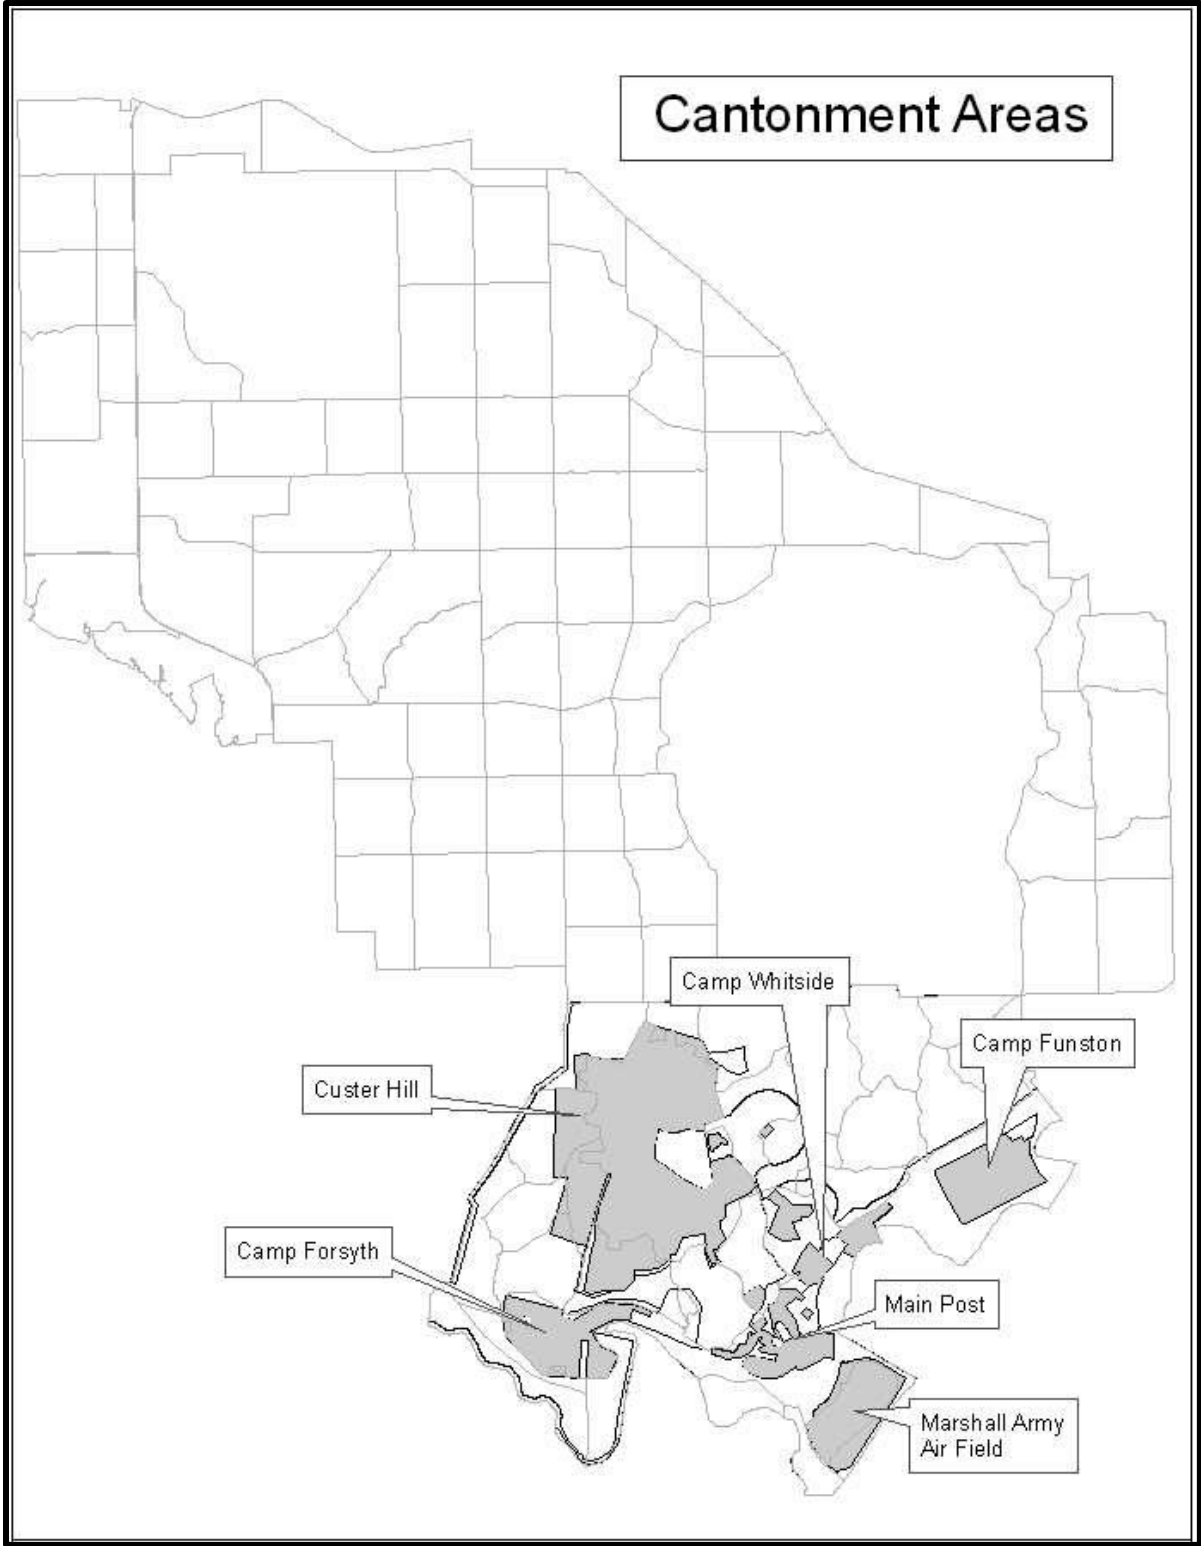 Cantonment Areas
Camp Whitside
Camp Funston
Custer Hill
Camp Forsyth
Main Post
Marshall Army
Air Field